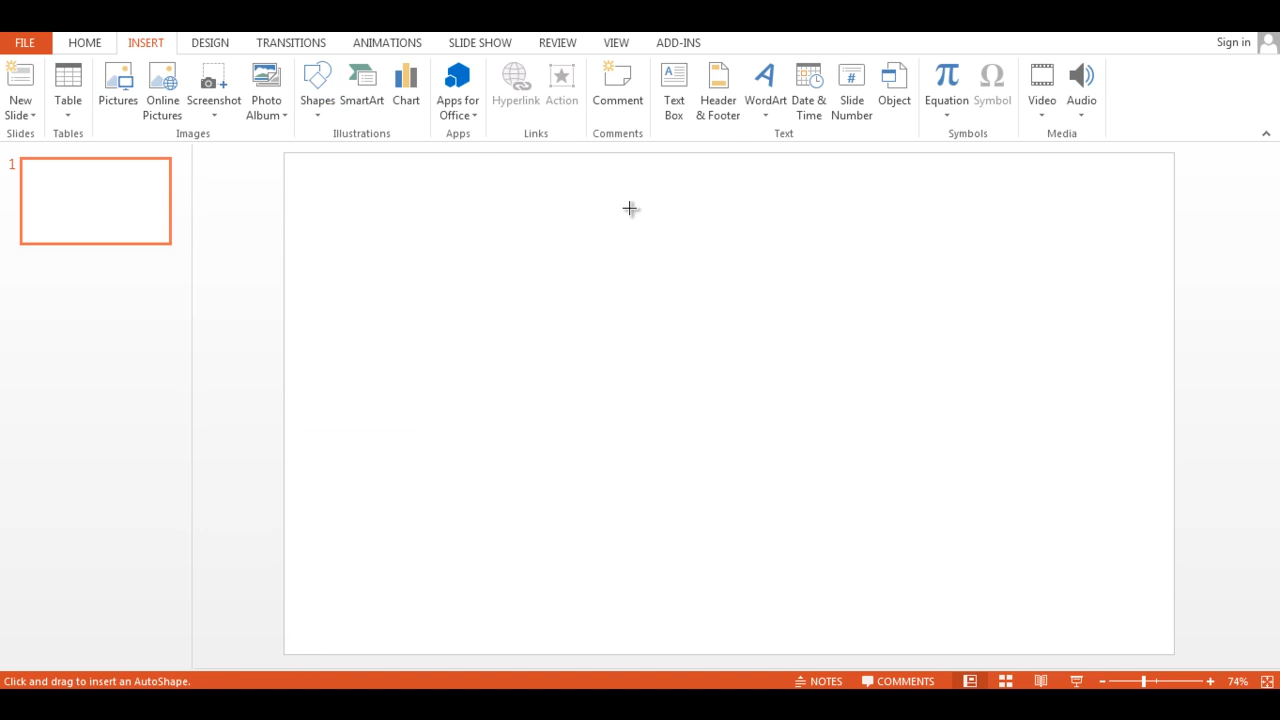 FILE HOME INSERT DESIGN TRANSITIONS ANIMATIONS SLIDE SHOW REVIEW VIEW ADD-INS Sign in
New Slide Table Pictures Online Pictures Screenshot Photo Album Shapes SmartArt Chart Apps for Office Hyperlink Action Comment Text Box Header & Footer WordArt Date & Time Slide Number Object Equation Symbol Video Audio
Slides Tables Images Illustrations Apps Links Comments Text Symbols Media
1
Click and drag to insert an AutoShape. NOTES COMMENTS 74%